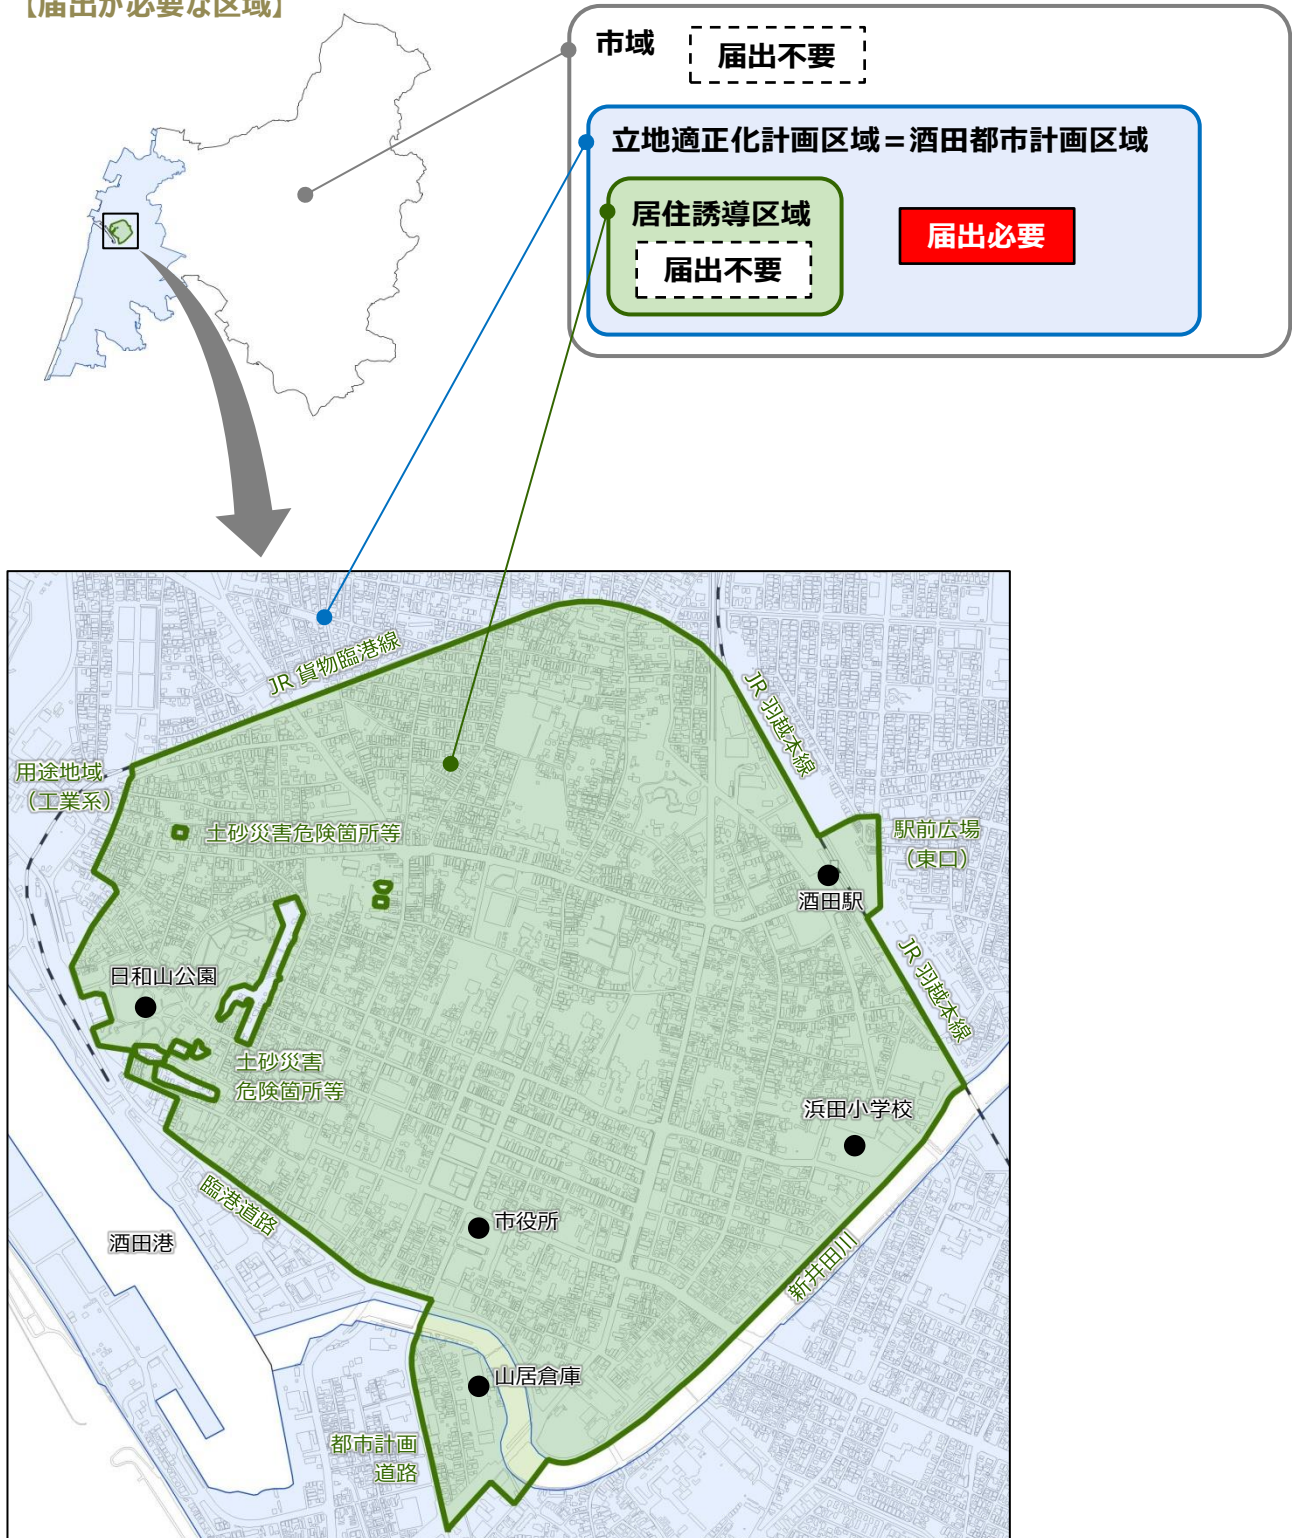 【届出が必要な区域】
市域
届出不要
立地適正化計画区域＝酒田都市計画区域
居住誘導区域
届出不要
届出必要
JR 貨物臨港線
JR 羽越本線
用途地域
（工業系）
土砂災害危険箇所等
駅前広場
（東口）
酒田駅
JR 羽越本線
日和山公園
土砂災害
危険箇所等
浜田小学校
臨港道路
市役所
酒田港
新井田川
山居倉庫
都市計画
道路